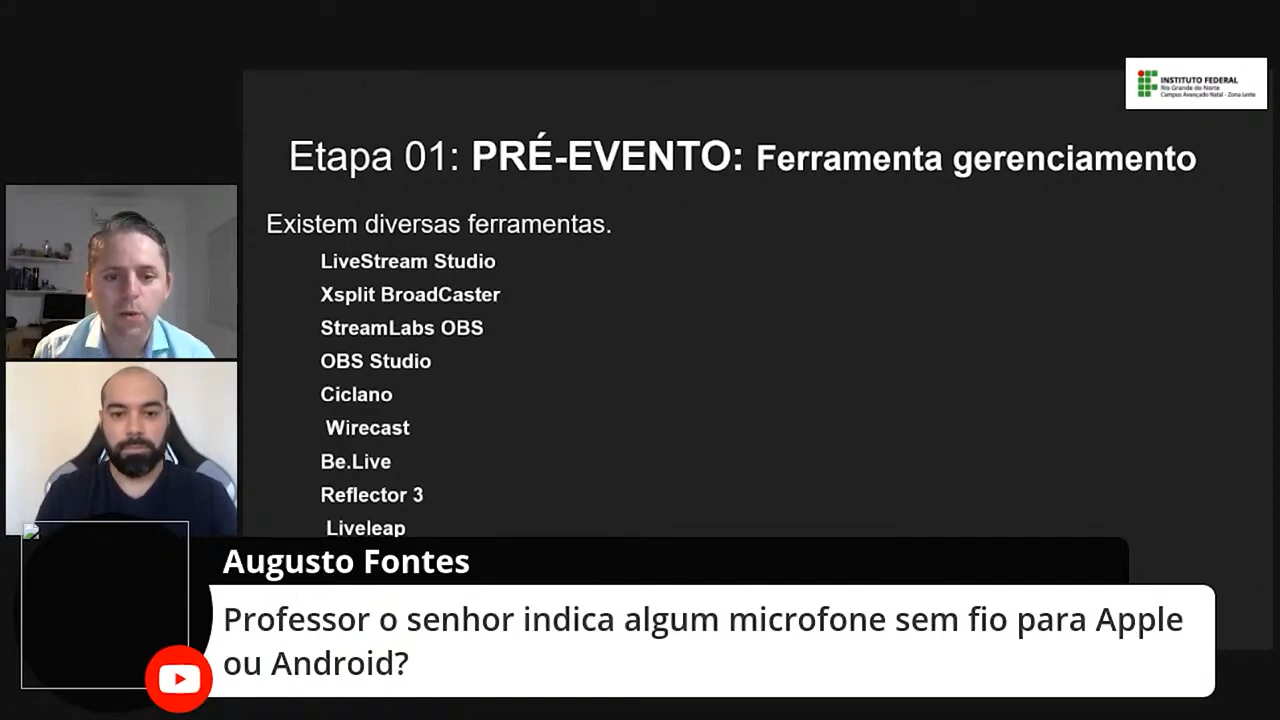 INSTITUTO FEDERAL
Rio Grande do Norte
Campus Avançado Natal - Zona Leste
Etapa 01: PRÉ-EVENTO: Ferramenta gerenciamento
Existem diversas ferramentas.
LiveStream Studio
Xsplit BroadCaster
StreamLabs OBS
OBS Studio
Ciclano
Wirecast
Be.Live
Reflector 3
Liveleap
Augusto Fontes
Professor o senhor indica algum microfone sem fio para Apple
ou Android?